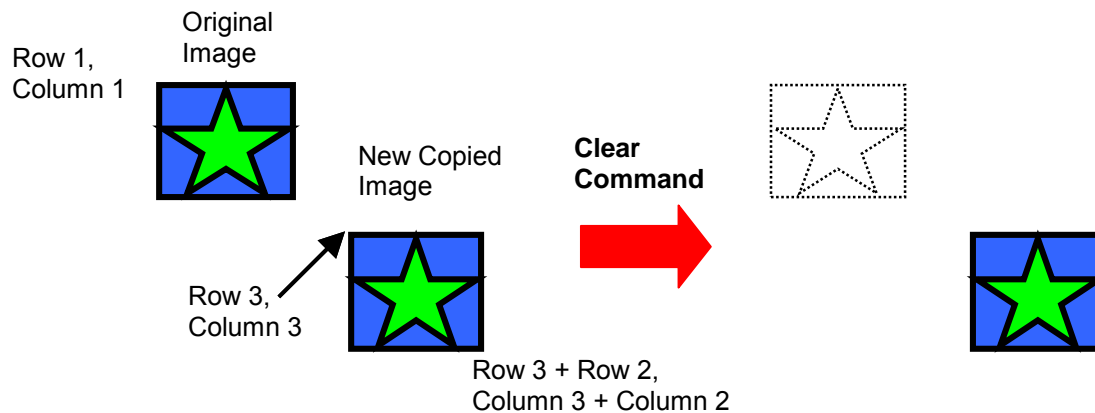 Original
Image
Row 1,
Column 1
New Copied
Image
Clear
Command
Row 3,
Column 3
Row 3 + Row 2,
Column 3 + Column 2